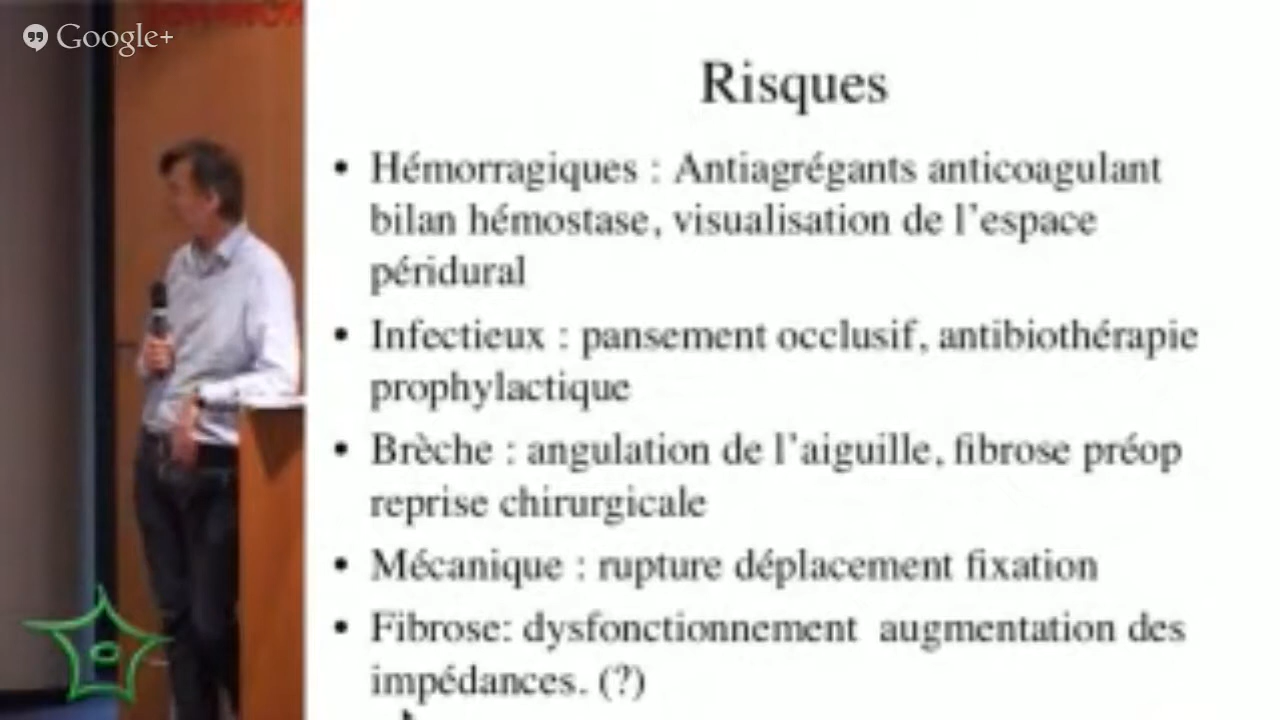 Google+
Risques
• Hémorragiques : Antiagrégants anticoagulant
bilan hémostase, visualisation de l'espace
péridural
• Infectieux : pansement occlusif, antibiothérapie
prophylactique
• Brèche : angulation de l'aiguille, fibrose préop
reprise chirurgicale
• Mécanique : rupture déplacement fixation
• Fibrose: dysfonctionnement augmentation des
impédances. (?)